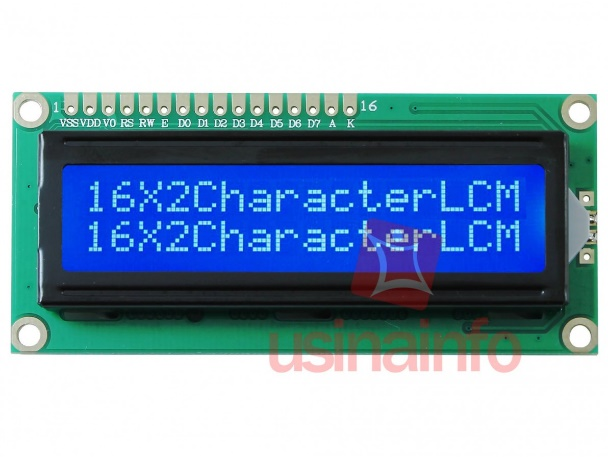 1 16
VSS VDD V0 RS RW E D0 D1 D2 D3 D4 D5 D6 D7 A K
16X2CharacterLCM
16X2CharacterLCM
usinainfo